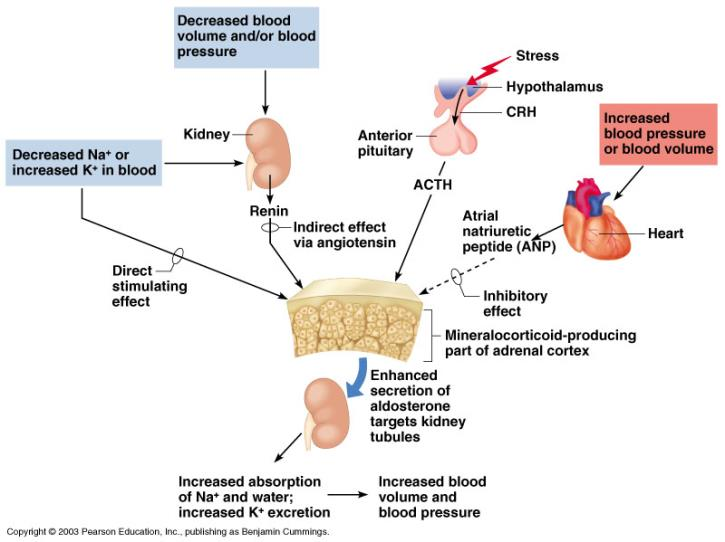 Decreased blood
volume and/or blood
pressure
Stress
Hypothalamus
CRH
Kidney
Anterior
pituitary
Increased
blood pressure
or blood volume
Decreased Na⁺ or
increased K⁺ in blood
ACTH
Renin
Indirect effect
via angiotensin
Atrial
natriuretic
peptide (ANP)
Heart
Direct
stimulating
effect
Inhibitory
effect
Mineralocorticoid-producing
part of adrenal cortex
Enhanced
secretion of
aldosterone
targets kidney
tubules
Increased absorption
of Na⁺ and water;
increased K⁺ excretion
Increased blood
volume and
blood pressure
Copyright © 2003 Pearson Education, Inc., publishing as Benjamin Cummings.